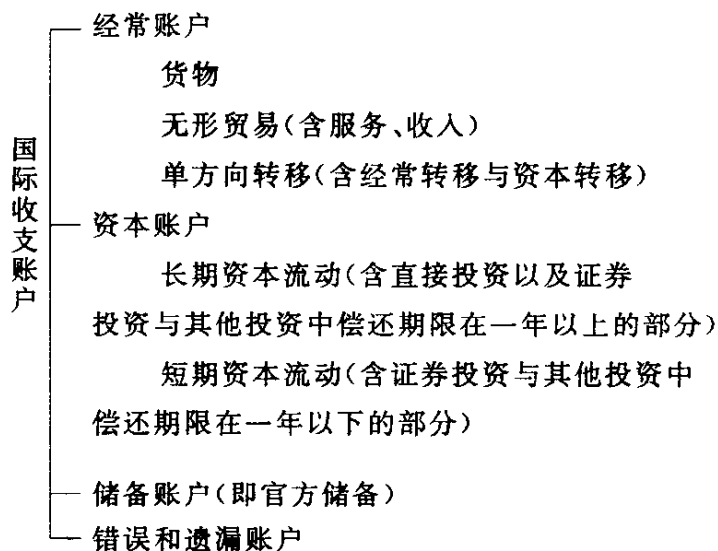 国际收支账户
经常账户
货物
无形贸易(含服务、收入)
单方向转移(含经常转移与资本转移)
资本账户
长期资本流动(含直接投资以及证券
投资与其他投资中偿还期限在一年以上的部分)
短期资本流动(含证券投资与其他投资中
偿还期限在一年以下的部分)
储备账户(即官方储备)
错误和遗漏账户